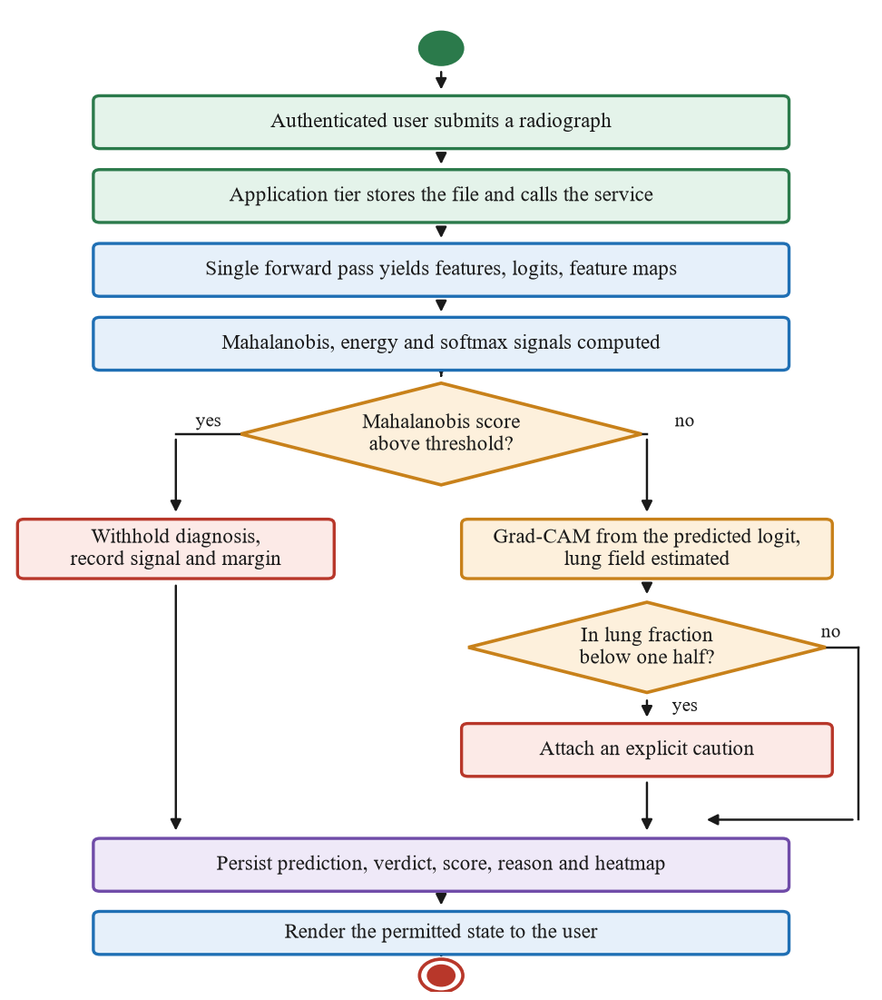 Authenticated user submits a radiograph
Application tier stores the file and calls the service
Single forward pass yields features, logits, feature maps
Mahalanobis, energy and softmax signals computed
Mahalanobis score
above threshold?
yes
no
Withhold diagnosis,
record signal and margin
Grad-CAM from the predicted logit,
lung field estimated
In lung fraction
below one half?
no
yes
Attach an explicit caution
Persist prediction, verdict, score, reason and heatmap
Render the permitted state to the user